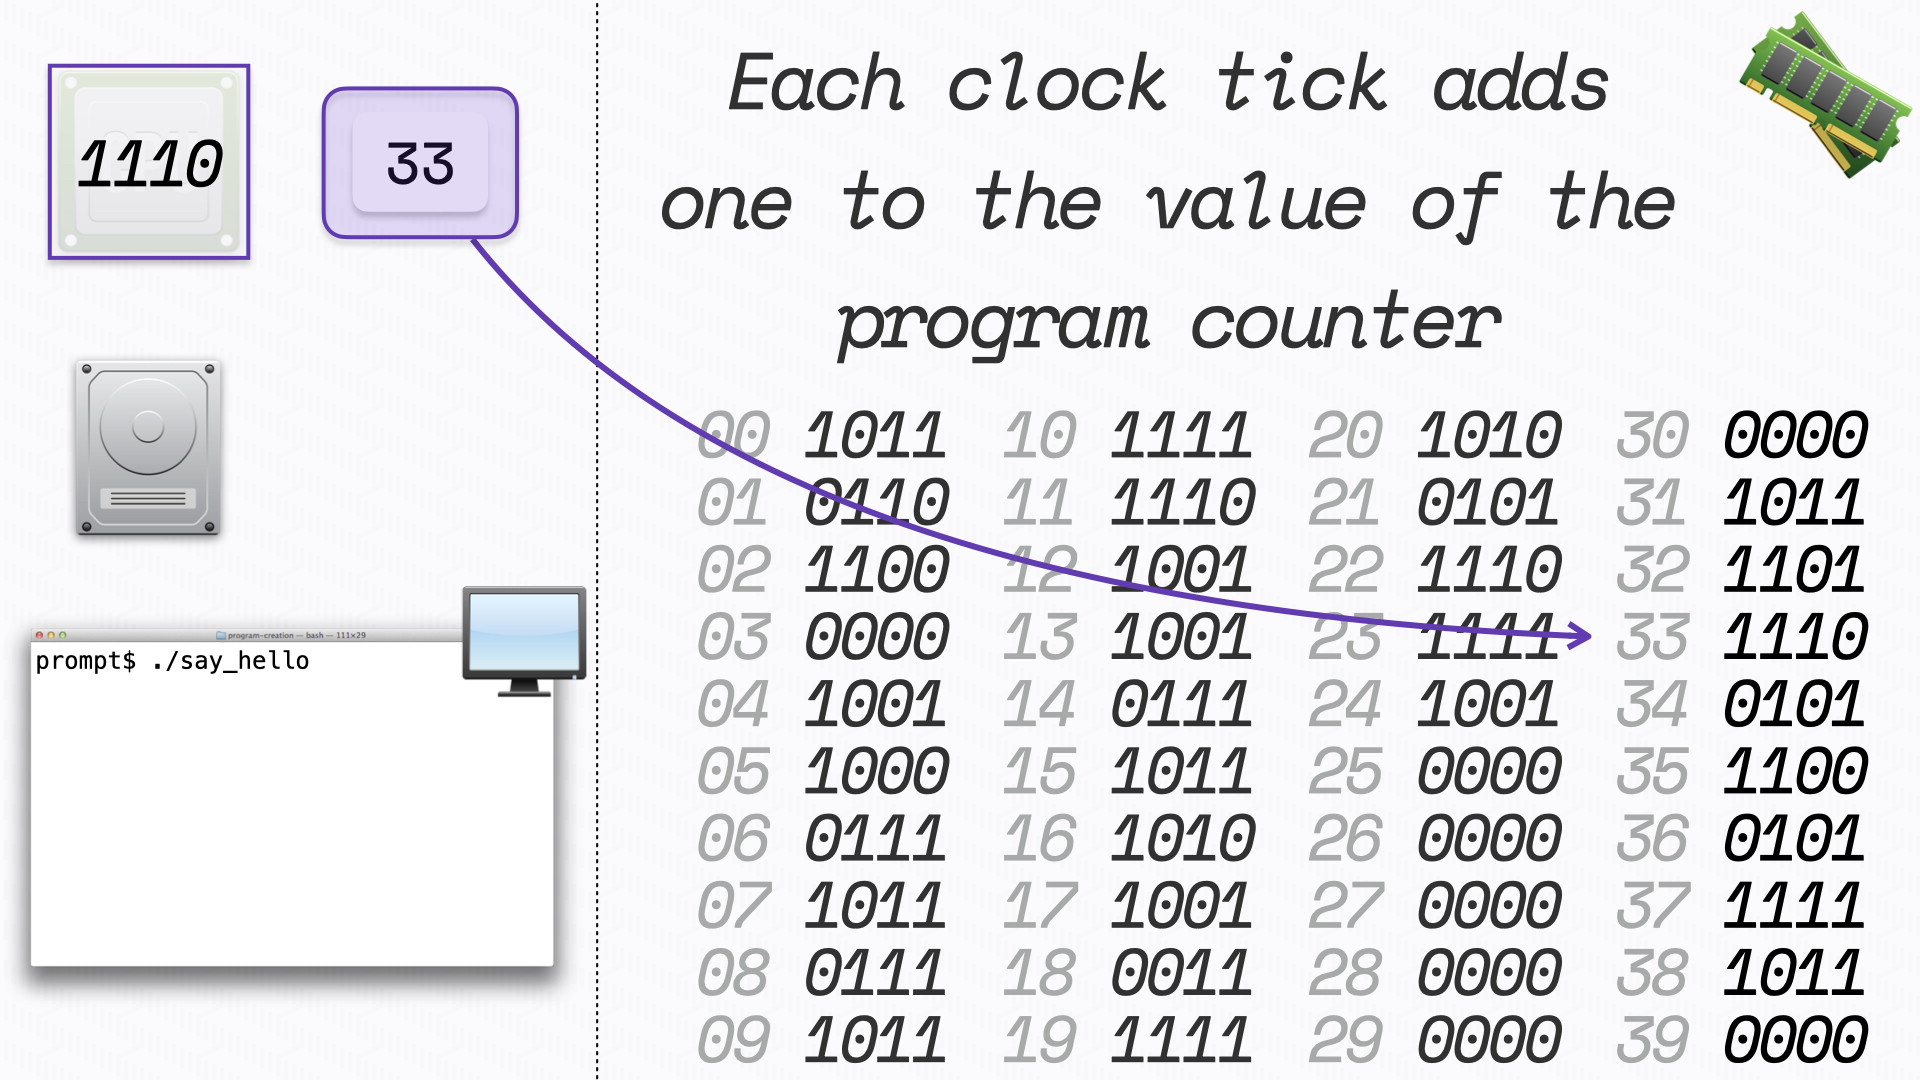 1110
33
Each clock tick adds
one to the value of the
program counter
program-creation — bash — 111×29
prompt$ ./say_hello
00 1011 10 1111 20 1010 30 0000
01 0110 11 1110 21 0101 31 1011
02 1100 12 1001 22 1110 32 1101
03 0000 13 1001 23 1111 33 1110
04 1001 14 0111 24 1001 34 0101
05 1000 15 1011 25 0000 35 1100
06 0111 16 1010 26 0000 36 0101
07 1011 17 1001 27 0000 37 1111
08 0111 18 0011 28 0000 38 1011
09 1011 19 1111 29 0000 39 0000